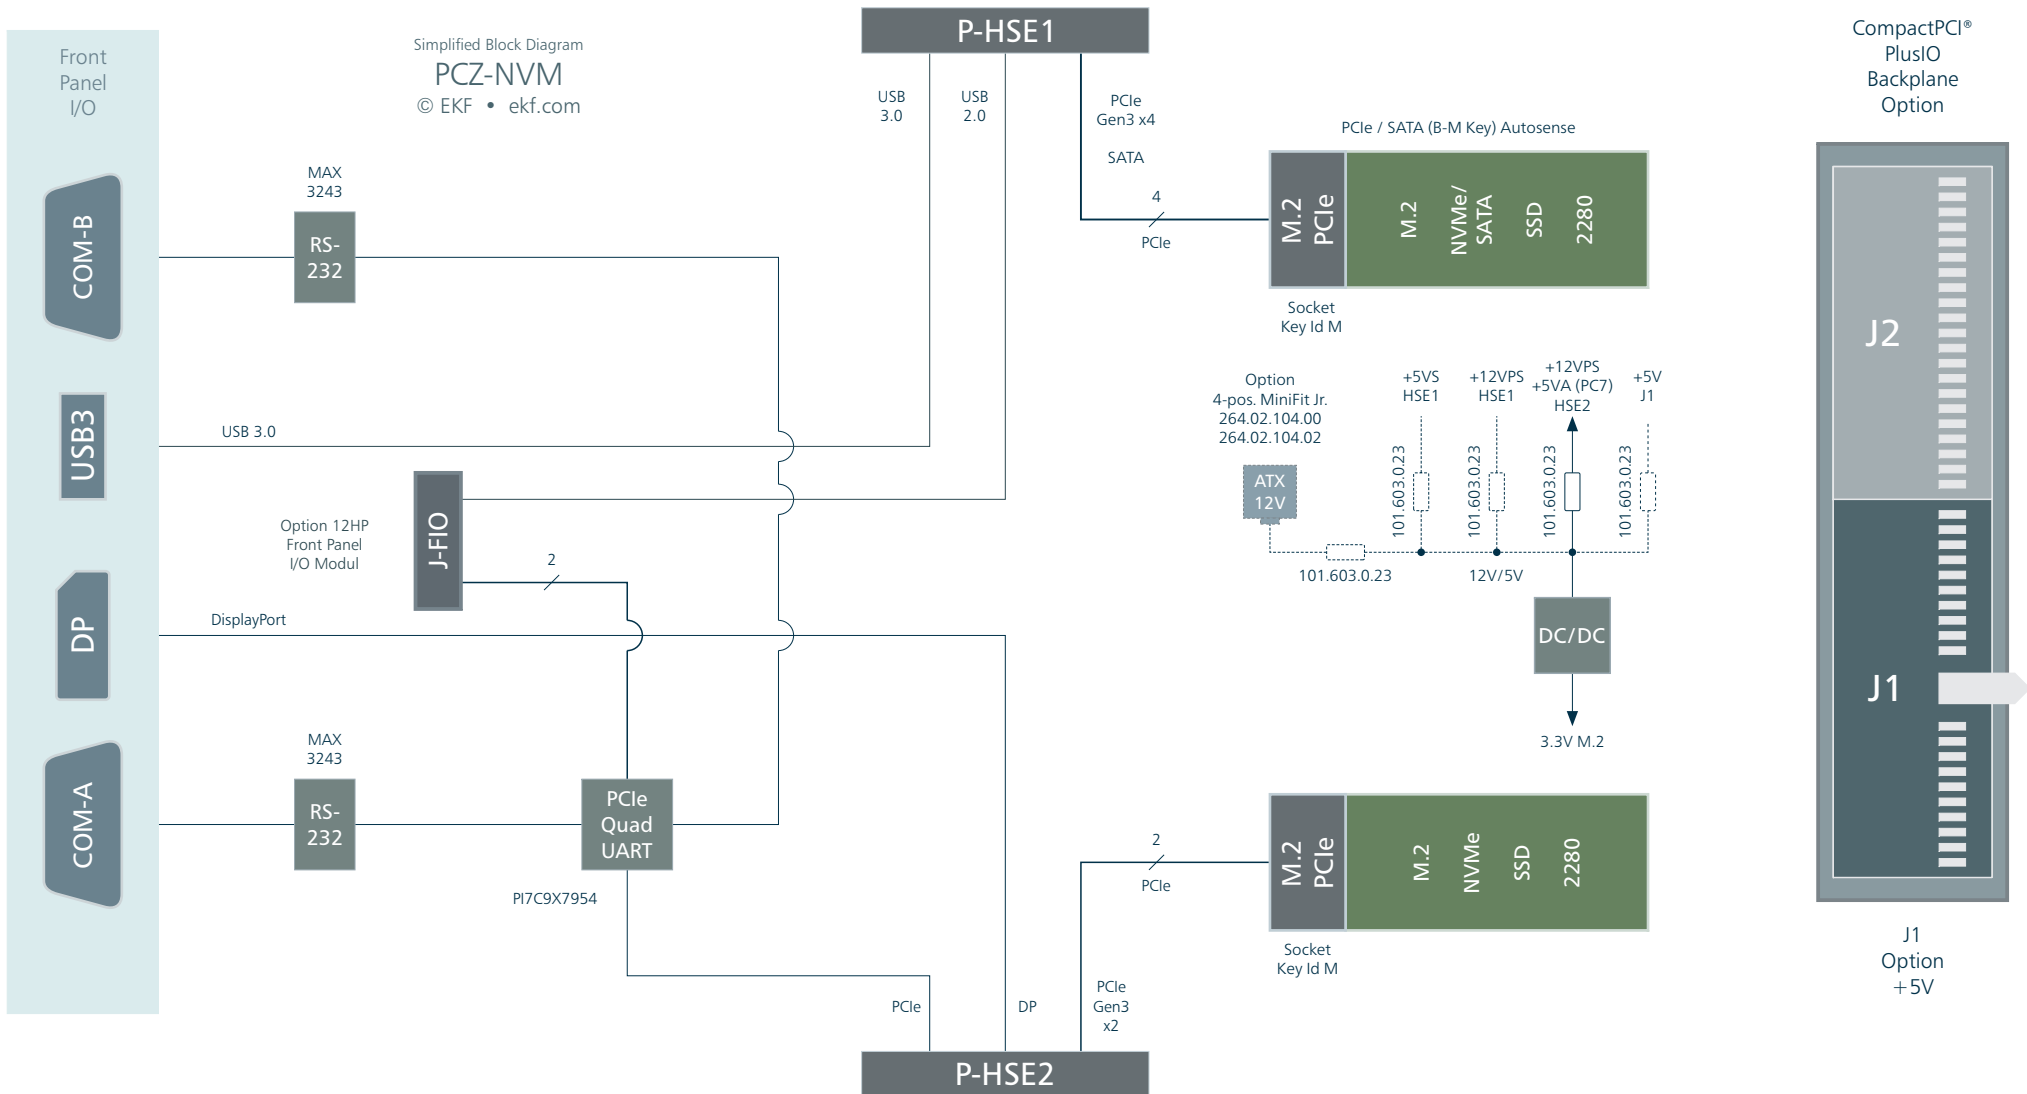 Simplified Block Diagram
PCZ-NVM
© EKF • ekf.com
Front
Panel
I/O
COM-B
USB3
DP
COM-A
MAX
3243
RS-
232
USB 3.0
Option 12HP
Front Panel
I/O Modul
J-FIO
2
DisplayPort
MAX
3243
RS-
232
PCIe
Quad
UART
PI7C9X7954
P-HSE1
USB
3.0
USB
2.0
PCIe
Gen3 x4
SATA
4
PCIe
PCIe / SATA (B-M Key) Autosense
M.2
PCIe
M.2
NVMe/
SATA
SSD
2280
Socket
Key Id M
Option
4-pos. MiniFit Jr.
264.02.104.00
264.02.104.02
ATX
12V
+5VS
HSE1
+12VPS
HSE1
+12VPS
+5VA (PC7)
HSE2
+5V
J1
101.603.0.23
101.603.0.23
101.603.0.23
101.603.0.23
101.603.0.23
12V/5V
DC/DC
3.3V M.2
2
PCIe
M.2
PCIe
M.2
NVMe
SSD
2280
Socket
Key Id M
PCIe
DP
PCIe
Gen3
x2
P-HSE2
CompactPCI®
PlusIO
Backplane
Option
J2
J1
J1
Option
+5V